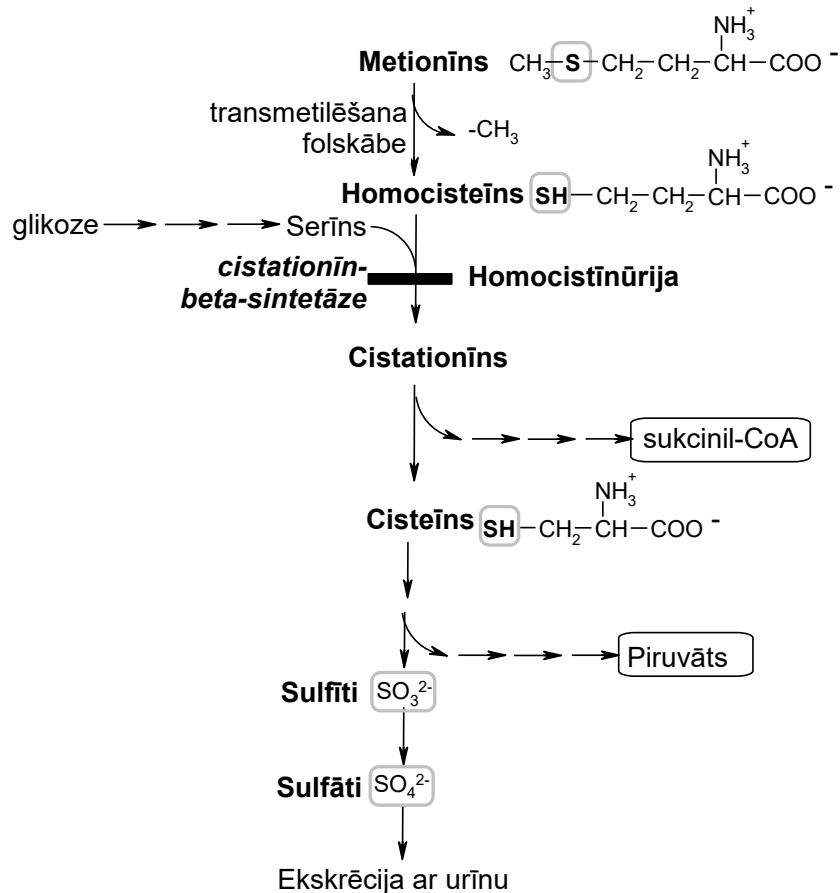 Metionīns CH₃–S–CH₂–CH₂–CH–COO⁻
NH₃⁺
transmetilēšana
folskābe
-CH₃
Homocisteīns SH–CH₂–CH₂–CH–COO⁻
NH₃⁺
glikoze
Serīns
cistationīn-
beta-sintetāze
Homocistīnūrija
Cistationīns
sukcinil-CoA
Cisteīns SH–CH₂–CH–COO⁻
NH₃⁺
Piruvāts
Sulfīti SO₃²⁻
Sulfāti SO₄²⁻
Ekskrēcija ar urīnu